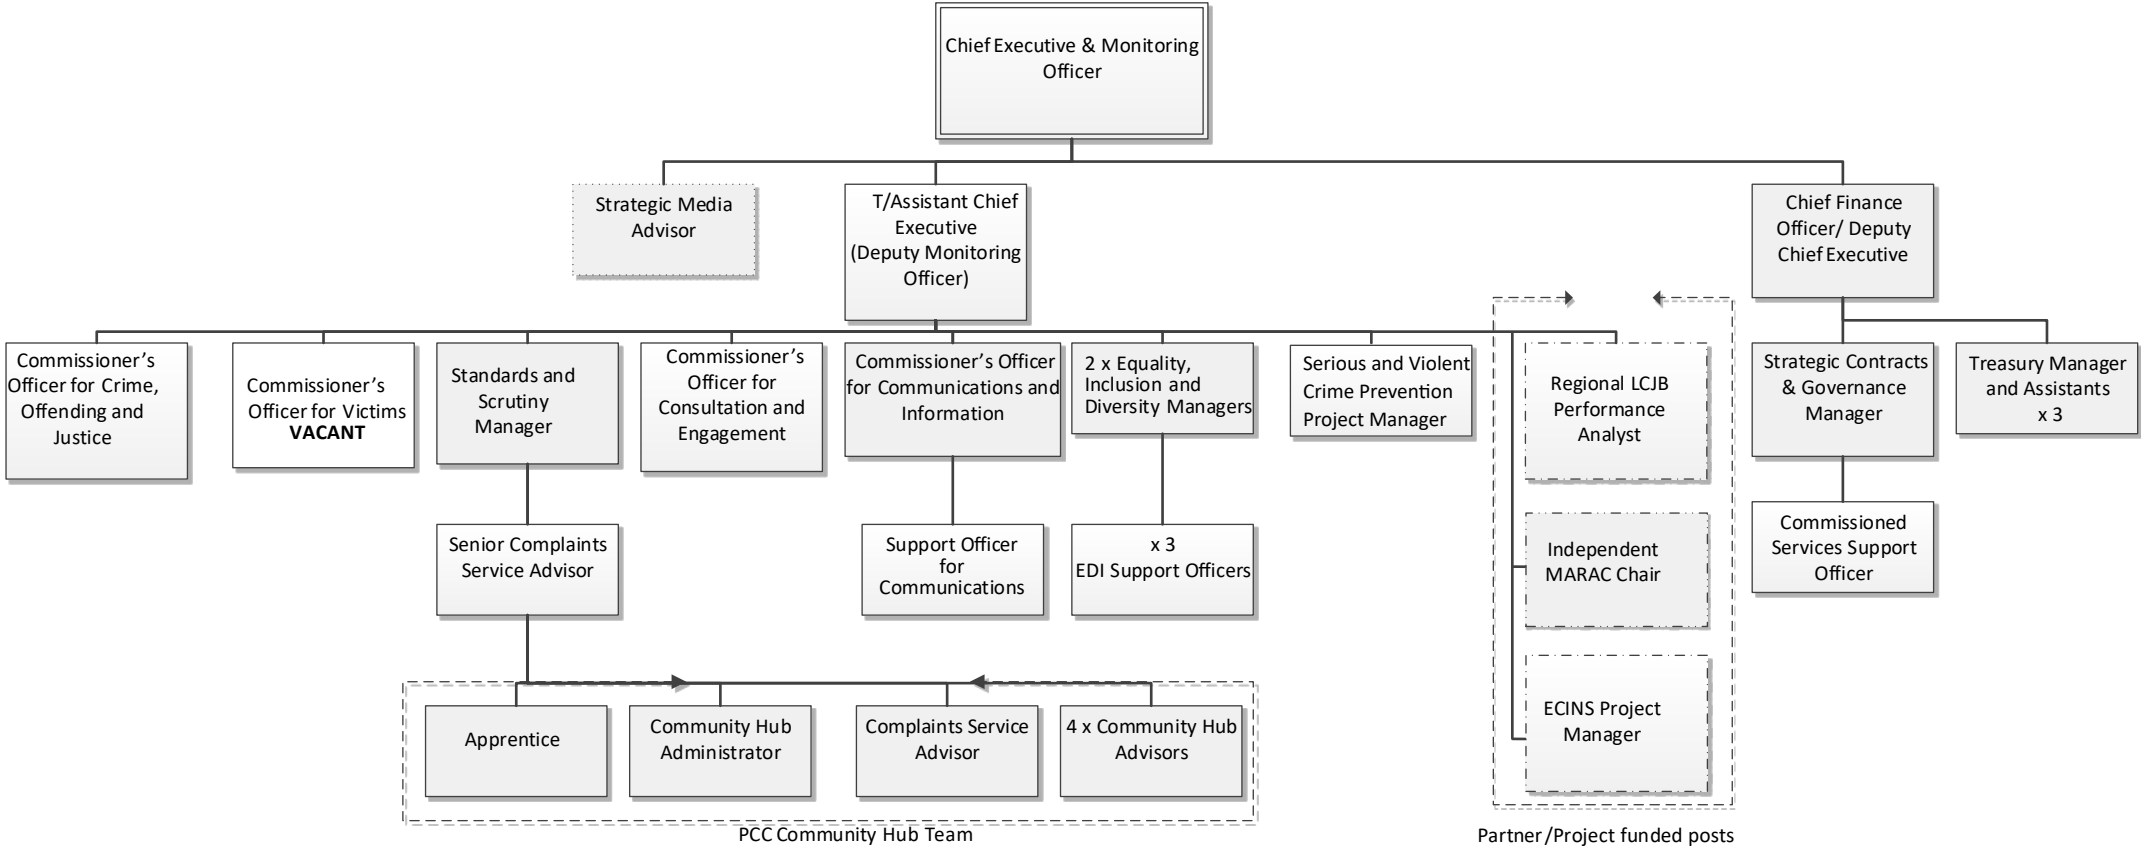 Chief Executive & Monitoring
Officer
Strategic Media
Advisor
T/Assistant Chief
Executive
(Deputy Monitoring
Officer)
Chief Finance
Officer/ Deputy
Chief Executive
Commissioner’s
Officer for Crime,
Offending and
Justice
Commissioner’s
Officer for Victims
VACANT
Standards and
Scrutiny
Manager
Commissioner’s
Officer for
Consultation and
Engagement
Commissioner’s Officer
for Communications and
Information
2 x Equality,
Inclusion and
Diversity Managers
Serious and Violent
Crime Prevention
Project Manager
Regional LCJB
Performance
Analyst
Strategic Contracts
& Governance
Manager
Treasury Manager
and Assistants
x 3
Senior Complaints
Service Advisor
Support Officer
for
Communications
x 3
EDI Support Officers
Independent
MARAC Chair
Commissioned
Services Support
Officer
ECINS Project
Manager
Apprentice
Community Hub
Administrator
Complaints Service
Advisor
4 x Community Hub
Advisors
PCC Community Hub Team
Partner/Project funded posts